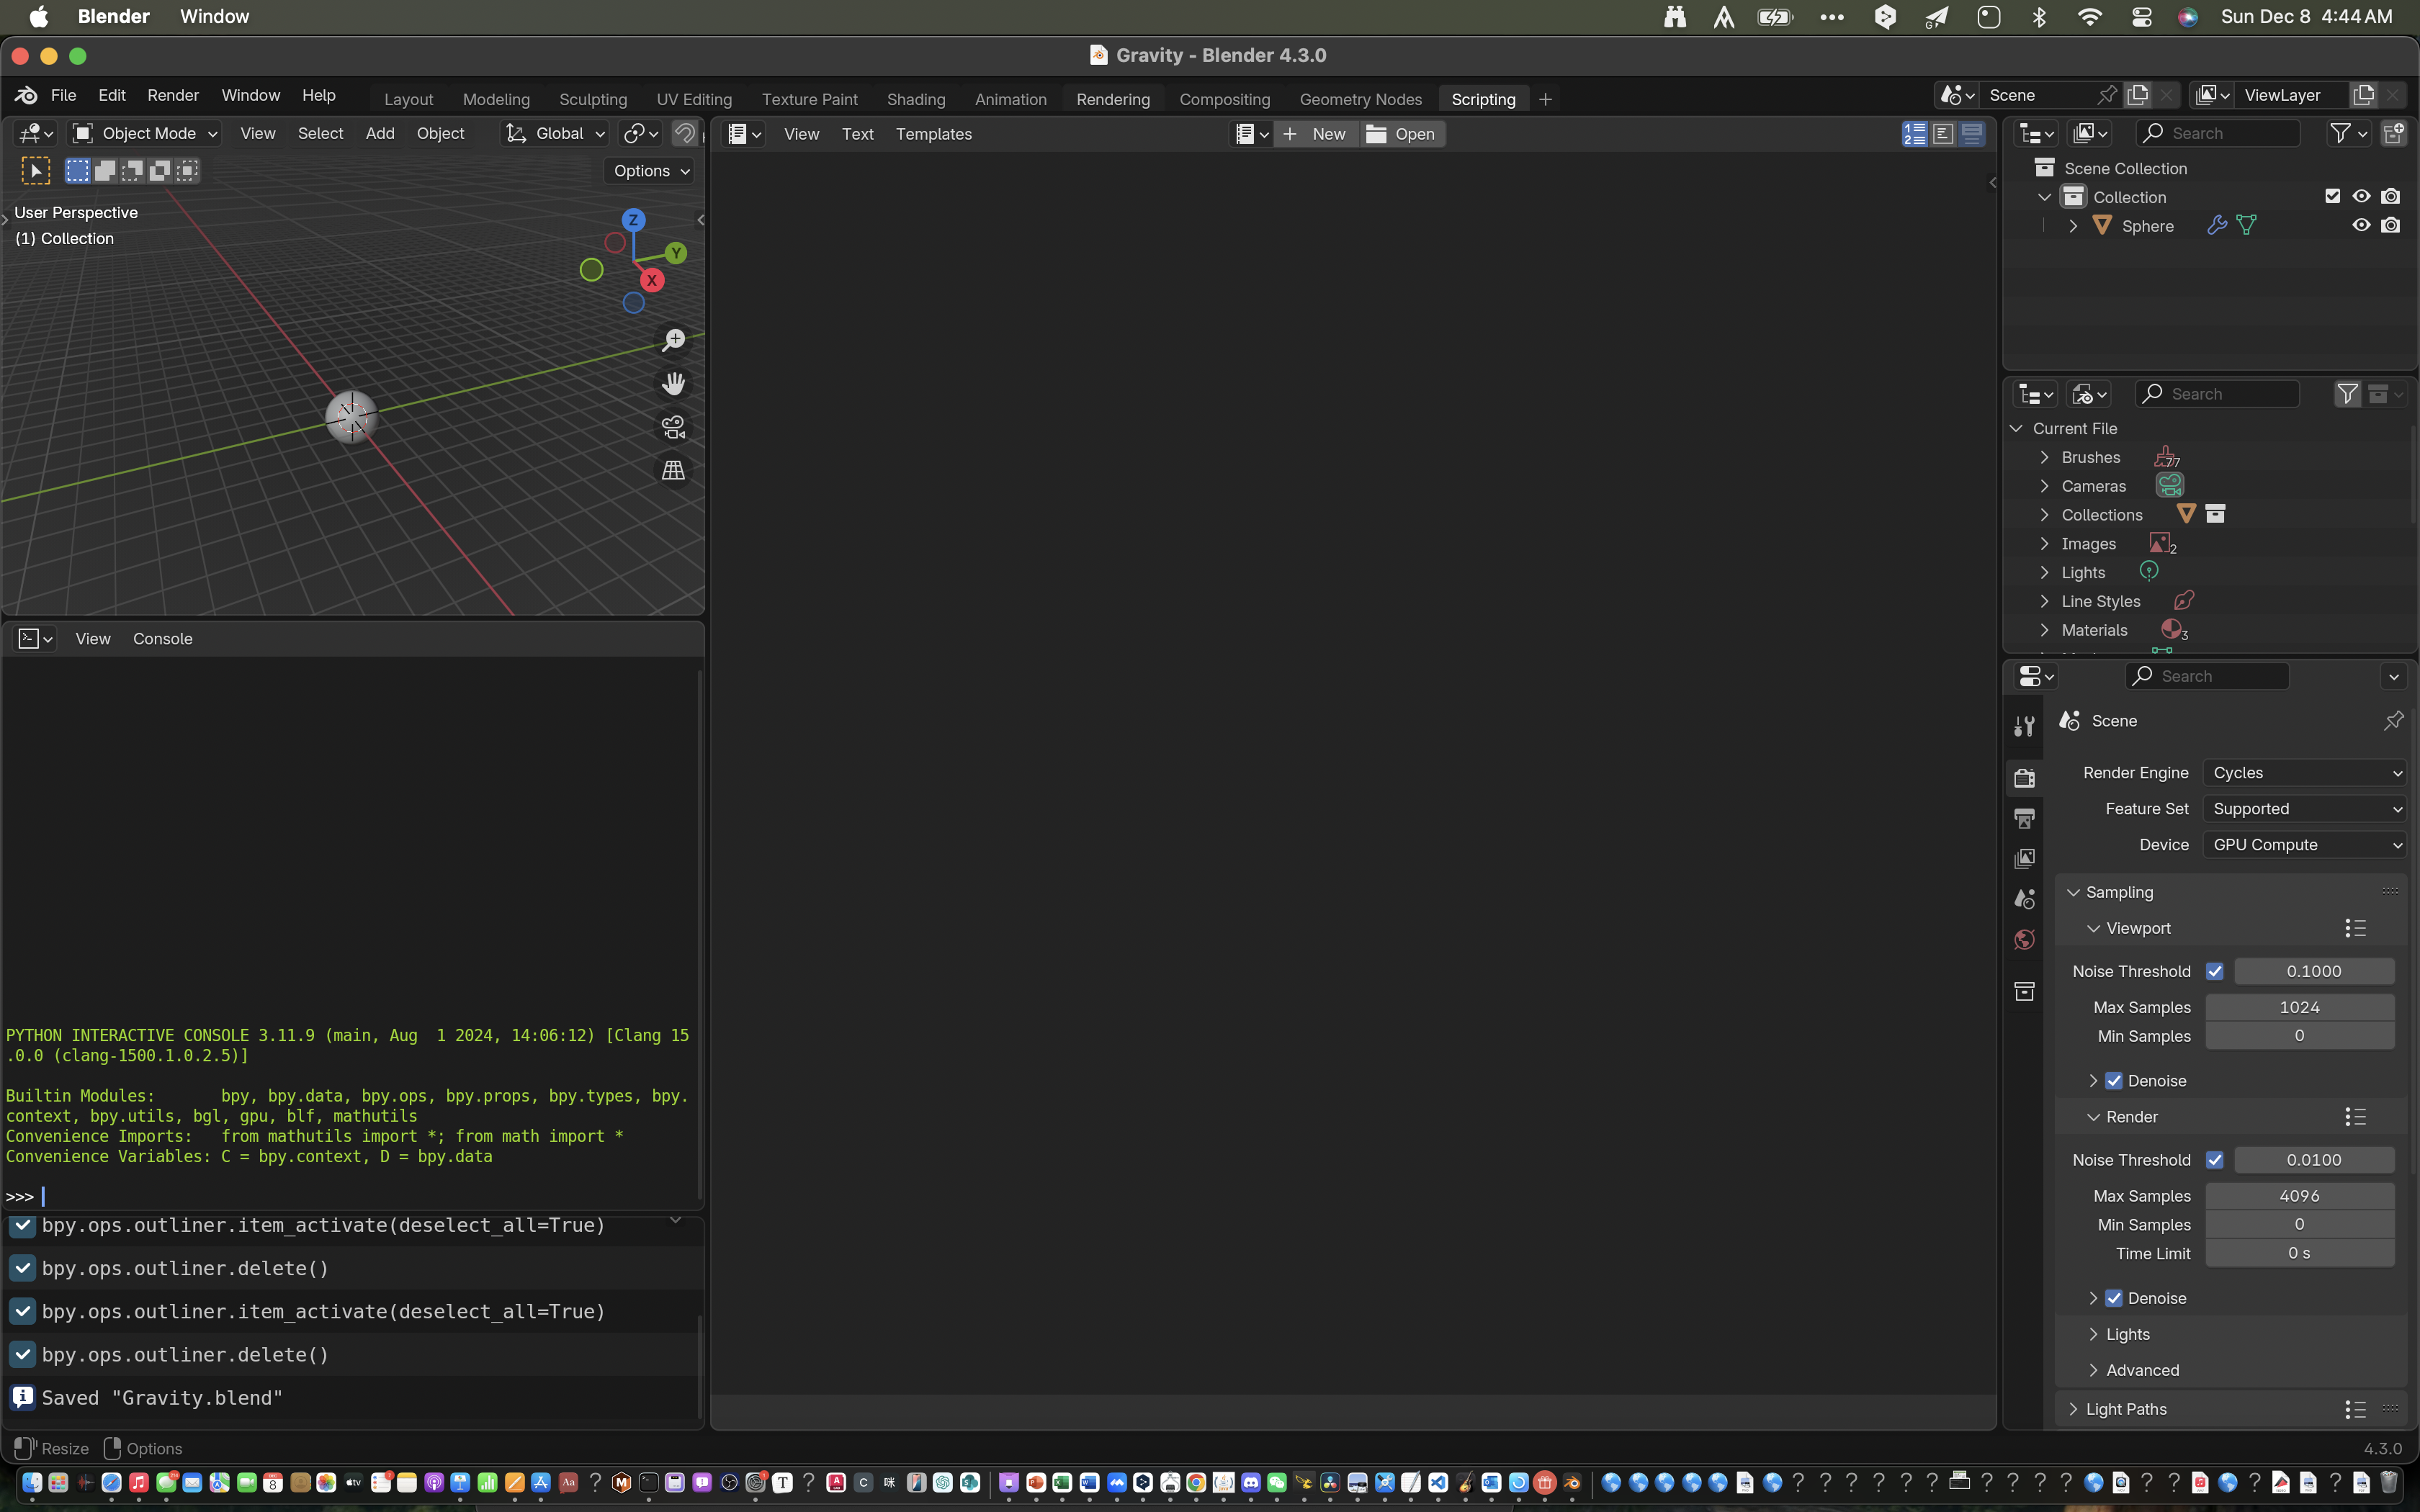 Blender Window Sun Dec 8 4:44 AM
Gravity - Blender 4.3.0
File Edit Render Window Help Layout Modeling Sculpting UV Editing Texture Paint Shading Animation Rendering Compositing Geometry Nodes Scripting Scene ViewLayer
Object Mode View Select Add Object Global
Options
User Perspective
(1) Collection
Z
Y
X
View Text Templates New Open
View Console
PYTHON INTERACTIVE CONSOLE 3.11.9 (main, Aug  1 2024, 14:06:12) [Clang 15
.0.0 (clang-1500.1.0.2.5)]
Builtin Modules:       bpy, bpy.data, bpy.ops, bpy.props, bpy.types, bpy.
context, bpy.utils, bgl, gpu, blf, mathutils
Convenience Imports:   from mathutils import *; from math import *
Convenience Variables: C = bpy.context, D = bpy.data
>>>
bpy.ops.outliner.item_activate(deselect_all=True)
bpy.ops.outliner.delete()
bpy.ops.outliner.item_activate(deselect_all=True)
bpy.ops.outliner.delete()
Saved "Gravity.blend"
Search
Scene Collection
Collection
Sphere
Search
Current File
Brushes 77
Cameras
Collections
Images 2
Lights
Line Styles
Materials 3
Search
Scene
Render Engine Cycles
Feature Set Supported
Device GPU Compute
Sampling
Viewport
Noise Threshold 0.1000
Max Samples 1024
Min Samples 0
Denoise
Render
Noise Threshold 0.0100
Max Samples 4096
Min Samples 0
Time Limit 0 s
Denoise
Lights
Advanced
Light Paths
Resize Options 4.3.0